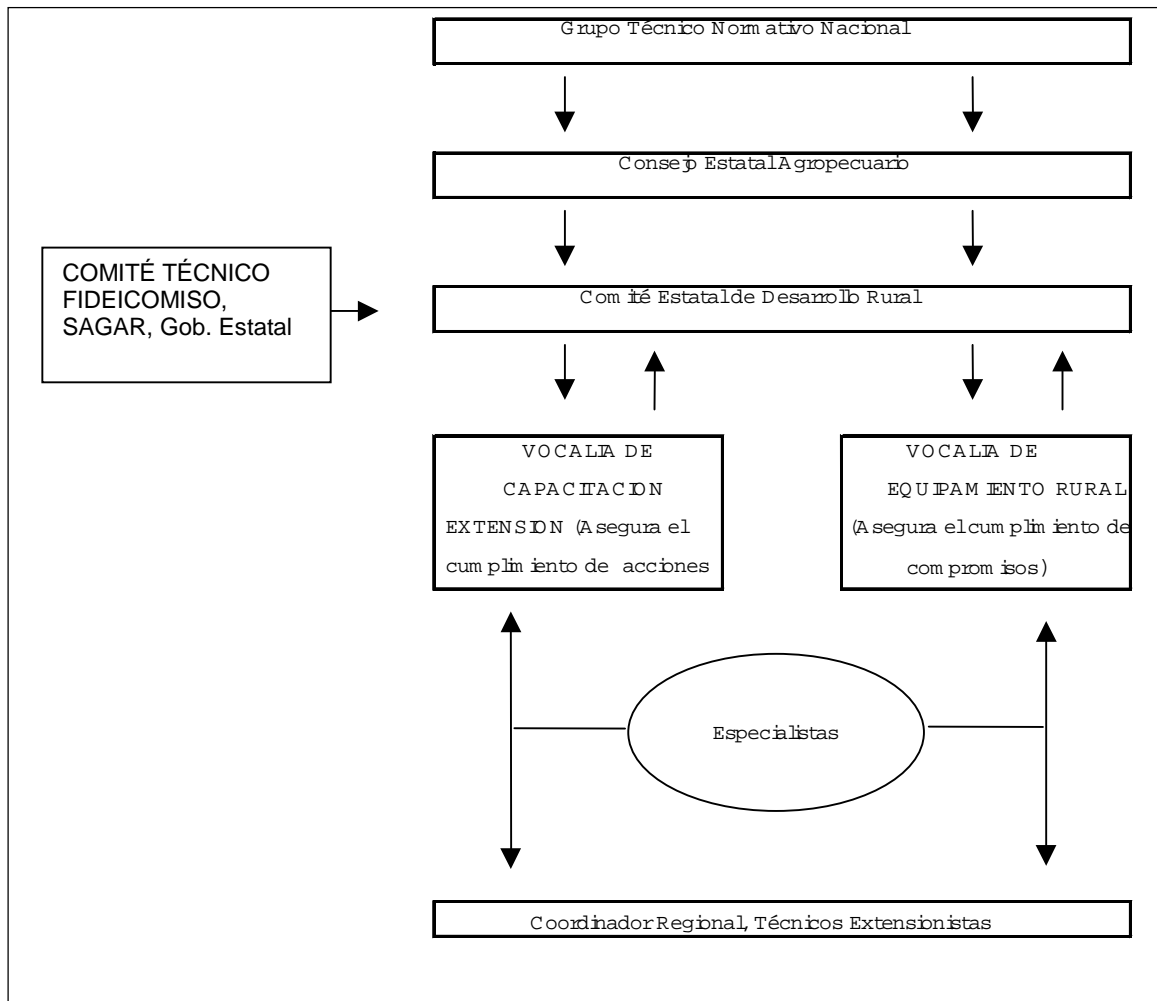 Grupo Técnico Normativo Nacional
Consejo Estatal Agropecuario
COMITÉ TÉCNICO
FIDEICOMISO,
SAGAR, Gob. Estatal
Comité Estatal de Desarrollo Rural
VOCALIA DE
CAPACITACION
EXTENSION (Asegura el
cumplimiento de acciones
VOCALIA DE
EQUIPAMIENTO RURAL
(Asegura el cumplimiento de
compromisos)
Especialistas
Coordinador Regional, Técnicos Extensionistas